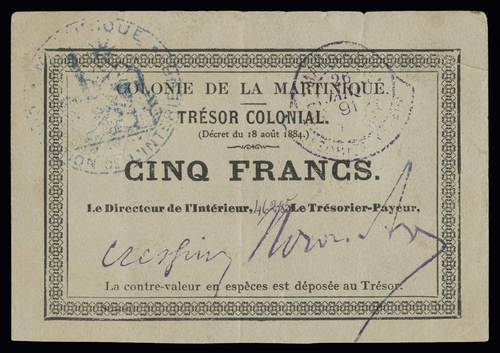 COLONIE DE LA MARTINIQUE.
TRÉSOR COLONIAL.
(Décret du 18 août 1884.)
CINQ FRANCS.
Le Directeur de l'Intérieur, Le Trésorier-Payeur,
La contre-valeur en espèces est déposée au Trésor.